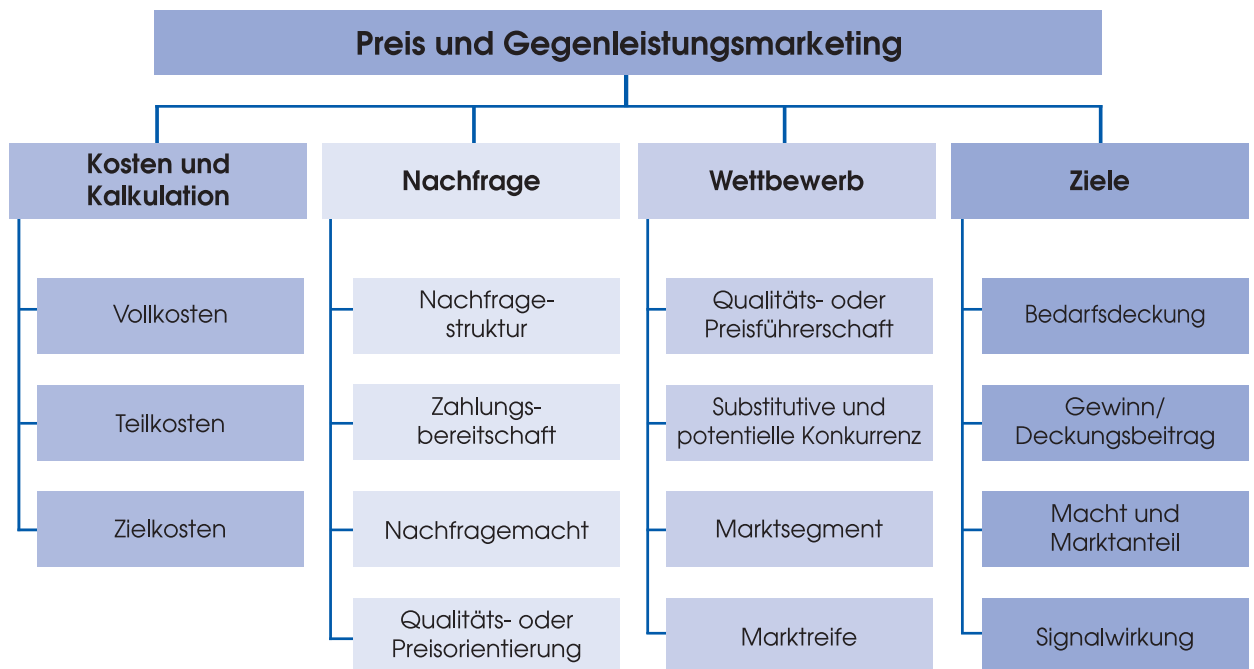 Preis und Gegenleistungsmarketing
Kosten und
Kalkulation
Vollkosten
Teilkosten
Zielkosten
Nachfrage
Nachfrage-
struktur
Zahlungs-
bereitschaft
Nachfragemacht
Qualitäts- oder
Preisorientierung
Wettbewerb
Qualitäts- oder
Preisführerschaft
Substitutive und
potentielle Konkurrenz
Marktsegment
Marktreife
Ziele
Bedarfsdeckung
Gewinn/
Deckungsbeitrag
Macht und
Marktanteil
Signalwirkung